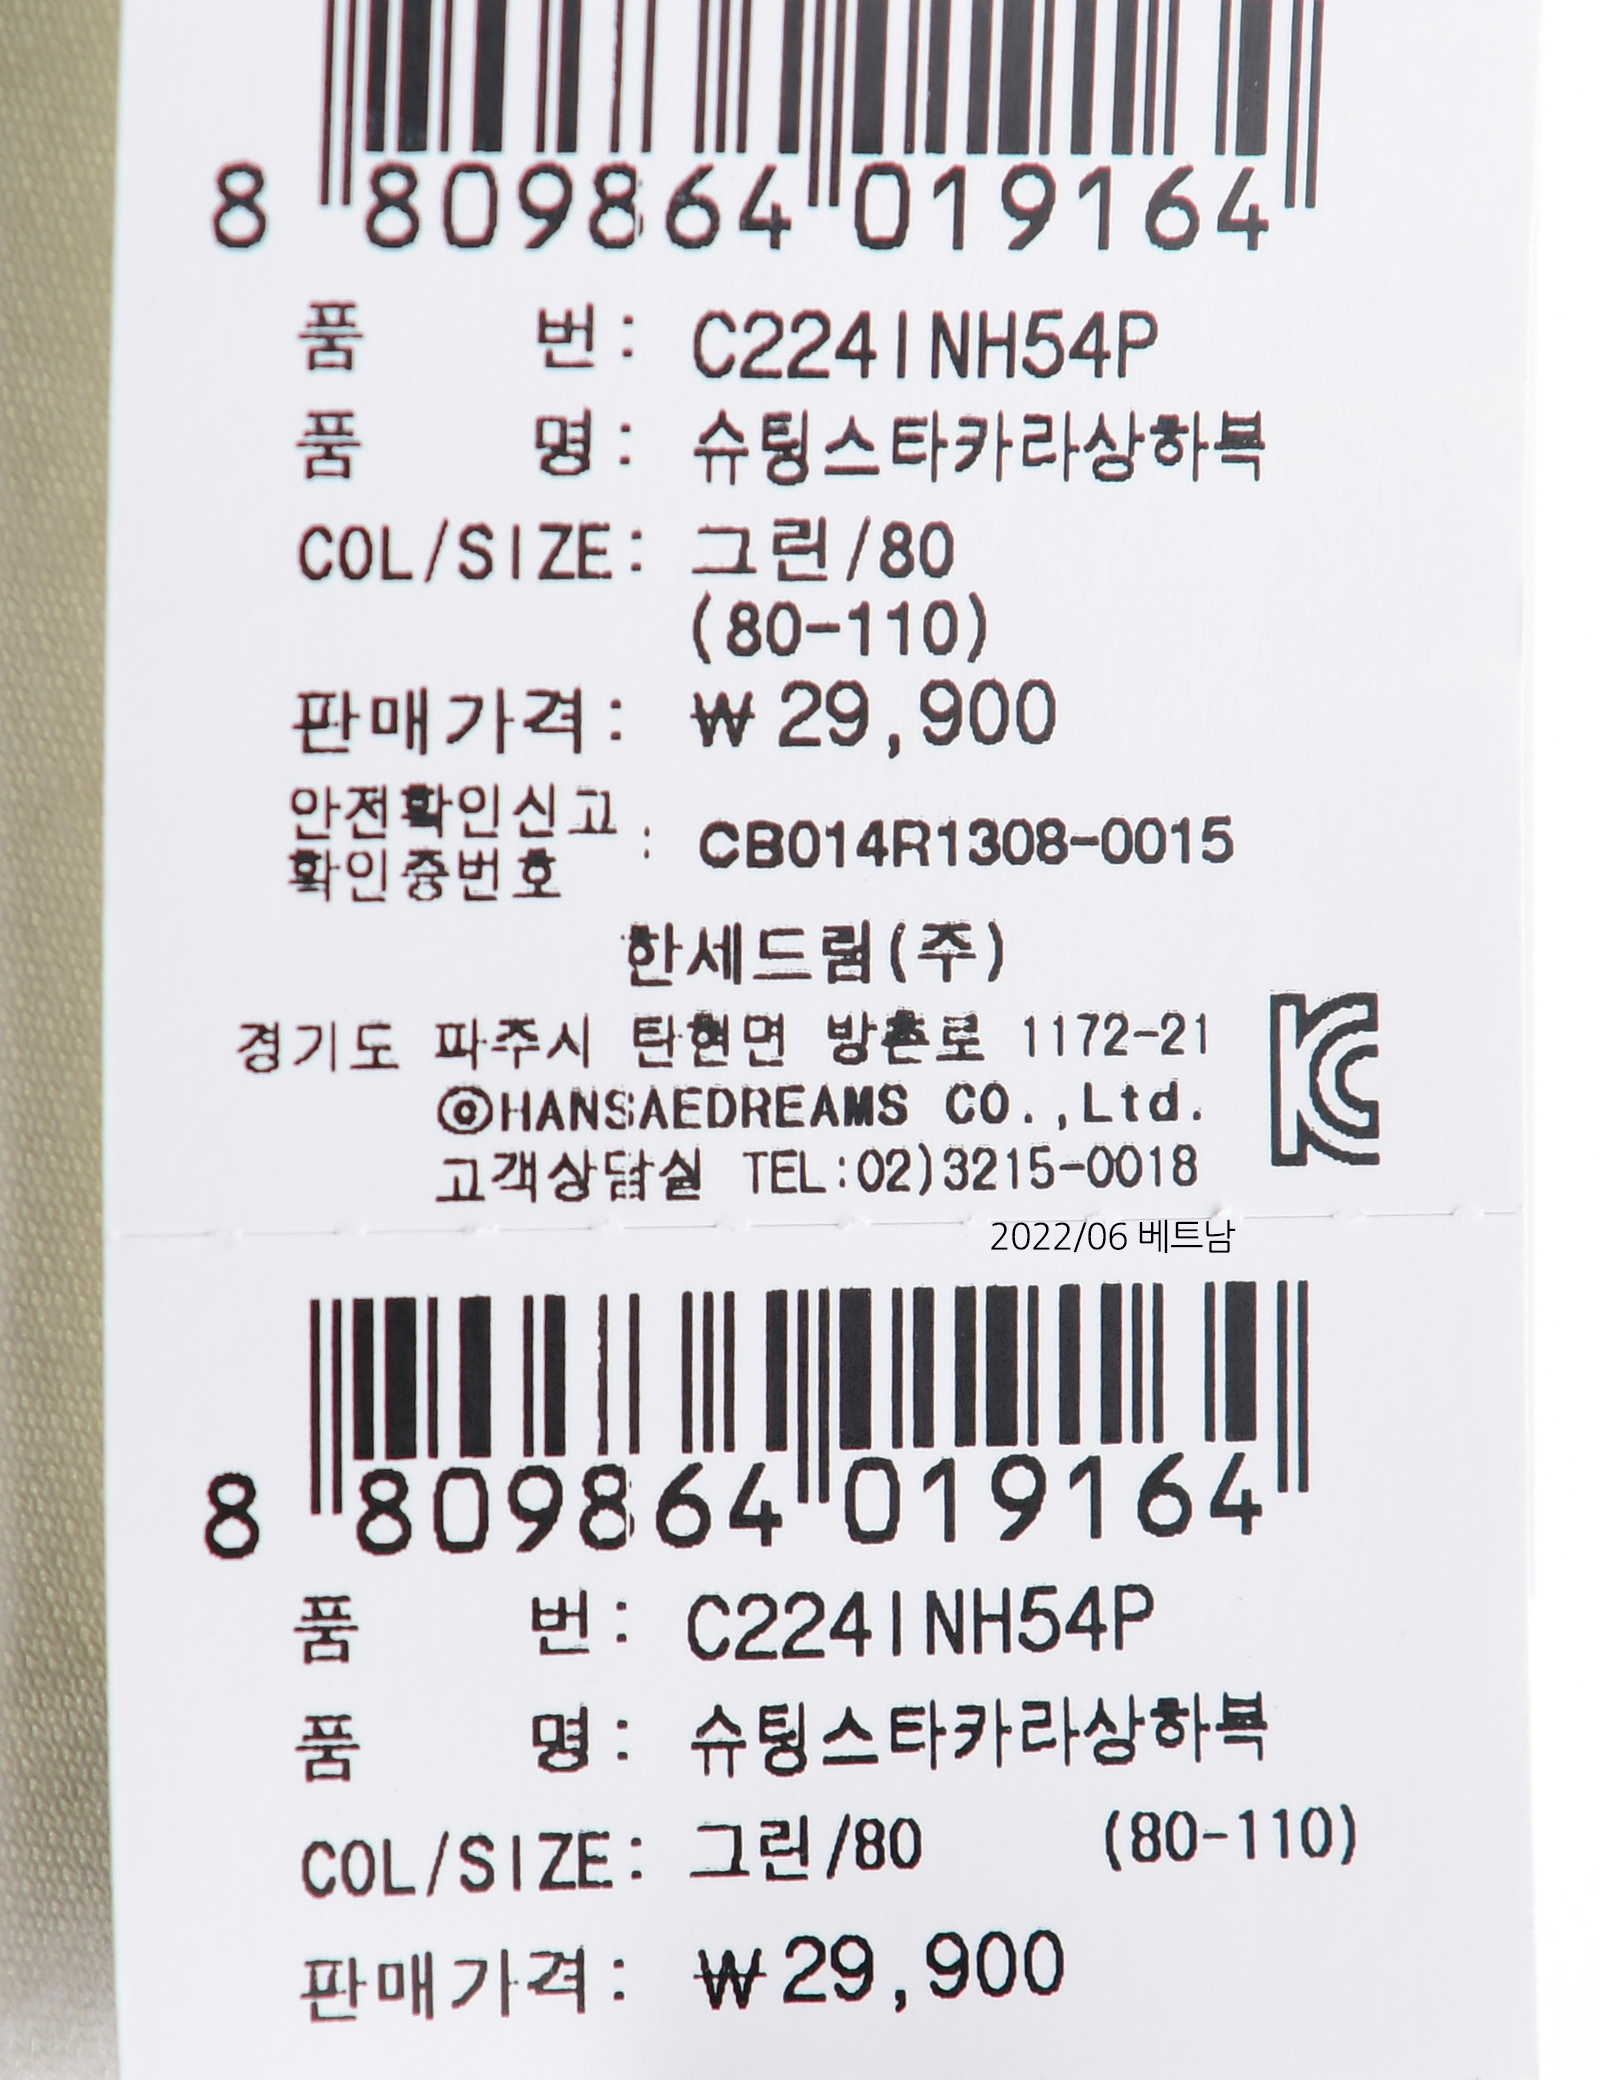 8 809864 019164
품 번: C224INH54P
품 명: 슈팅스타카라상하복
COL/SIZE: 그린/80
(80-110)
판매가격: ₩29,900
안전확인신고
확인증번호 : CB014R1308-0015
한세드림(주)
경기도 파주시 탄현면 방촌로 1172-21
ⓒHANSAEDREAMS CO.,Ltd.
고객상담실 TEL:02)3215-0018
2022/06 베트남
8 809864 019164
품 번: C224INH54P
품 명: 슈팅스타카라상하복
COL/SIZE: 그린/80 (80-110)
판매가격: ₩29,900